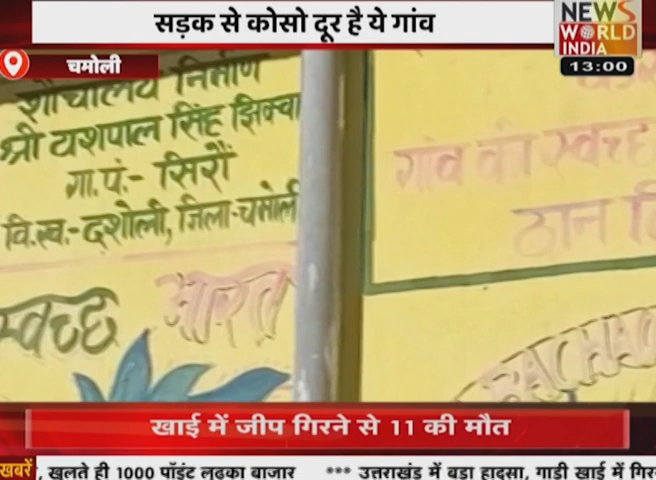 सड़क से कोसो दूर है ये गांव
NEWS
WORLD
INDIA
13:00
चमोली
शौचालय निर्माण
श्री यशपाल सिंह झिक्वा
गा.पं.- सिरौं
वि.ख.-दशोली, जिला-चमोली
स्वच्छ भारत
गांव को स्वच्छ
ठान
खाई में जीप गिरने से 11 की मौत
खबरें , खुलते ही 1000 पॉइंट लुढ़का बाजार *** उत्तराखंड में बड़ा हादसा, गाड़ी खाई में गिर